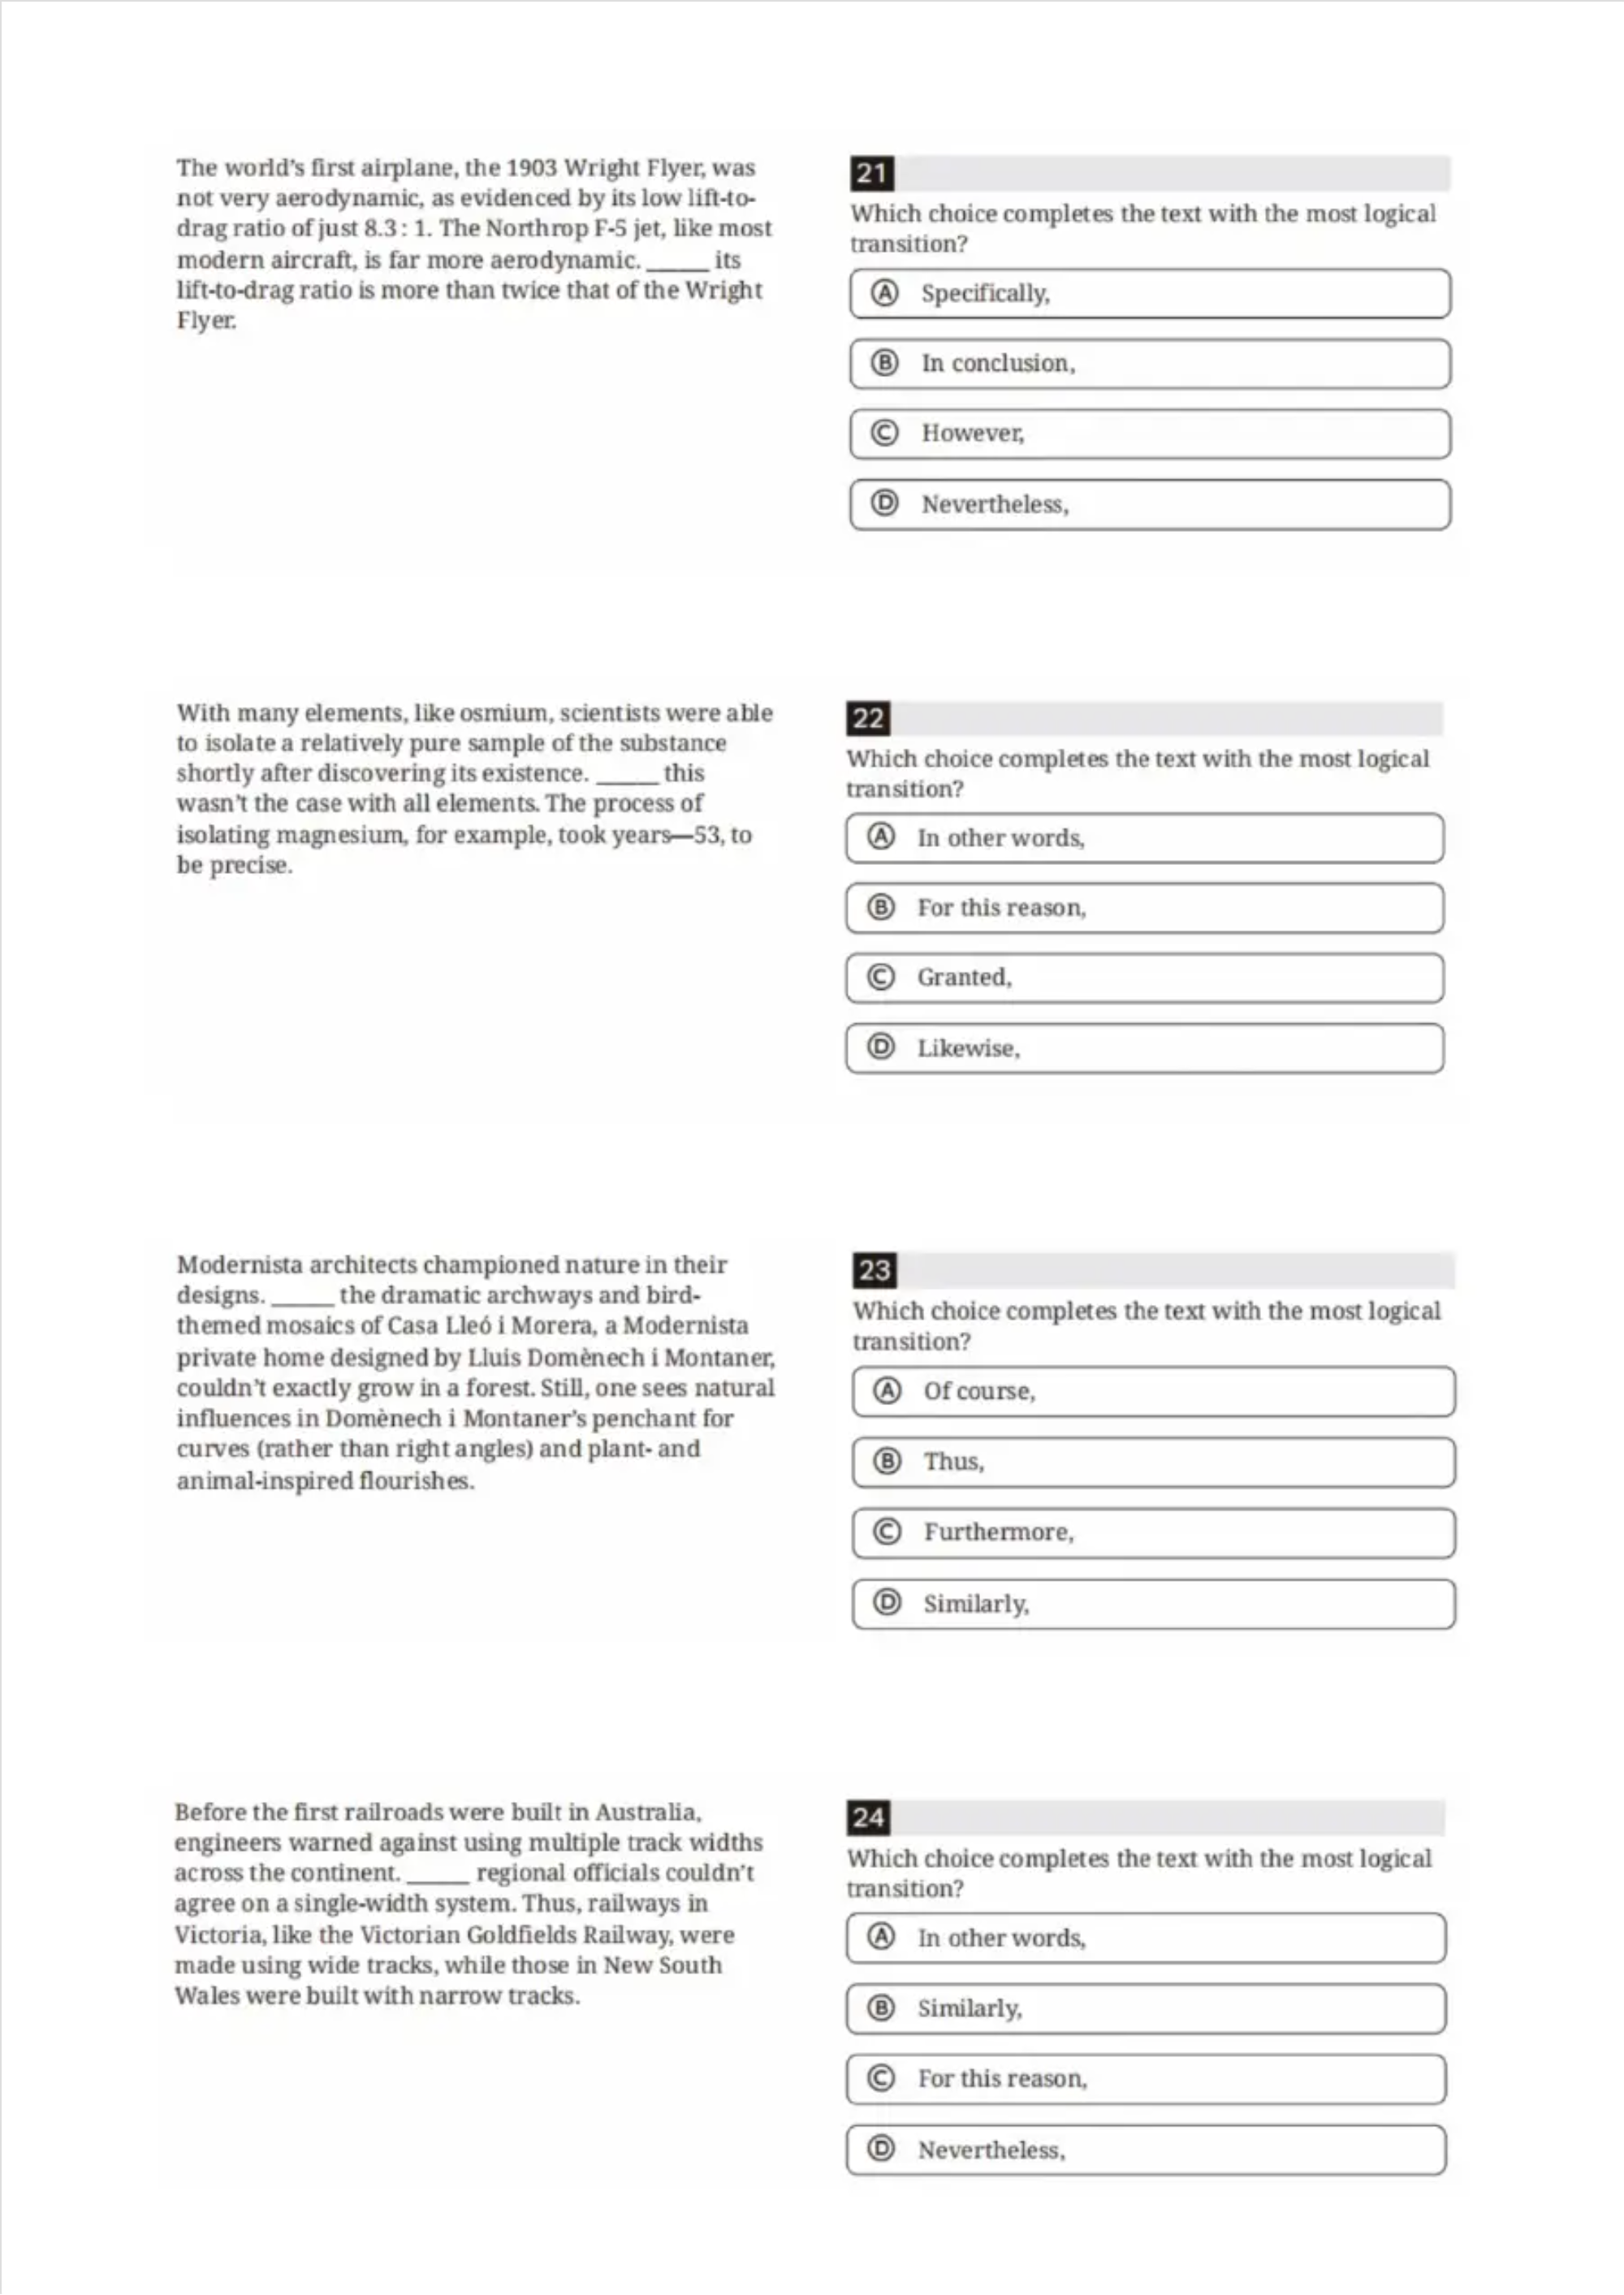 The world's first airplane, the 1903 Wright Flyer, was
not very aerodynamic, as evidenced by its low lift-to-
drag ratio of just 8.3 : 1. The Northrop F-5 jet, like most
modern aircraft, is far more aerodynamic. _____ its
lift-to-drag ratio is more than twice that of the Wright
Flyer.
21
Which choice completes the text with the most logical
transition?
A Specifically,
B In conclusion,
C However,
D Nevertheless,
With many elements, like osmium, scientists were able
to isolate a relatively pure sample of the substance
shortly after discovering its existence. _____ this
wasn't the case with all elements. The process of
isolating magnesium, for example, took years—53, to
be precise.
22
Which choice completes the text with the most logical
transition?
A In other words,
B For this reason,
C Granted,
D Likewise,
Modernista architects championed nature in their
designs. _____ the dramatic archways and bird-
themed mosaics of Casa Lleó i Morera, a Modernista
private home designed by Lluis Domènech i Montaner,
couldn't exactly grow in a forest. Still, one sees natural
influences in Domènech i Montaner's penchant for
curves (rather than right angles) and plant- and
animal-inspired flourishes.
23
Which choice completes the text with the most logical
transition?
A Of course,
B Thus,
C Furthermore,
D Similarly,
Before the first railroads were built in Australia,
engineers warned against using multiple track widths
across the continent. _____ regional officials couldn't
agree on a single-width system. Thus, railways in
Victoria, like the Victorian Goldfields Railway, were
made using wide tracks, while those in New South
Wales were built with narrow tracks.
24
Which choice completes the text with the most logical
transition?
A In other words,
B Similarly,
C For this reason,
D Nevertheless,